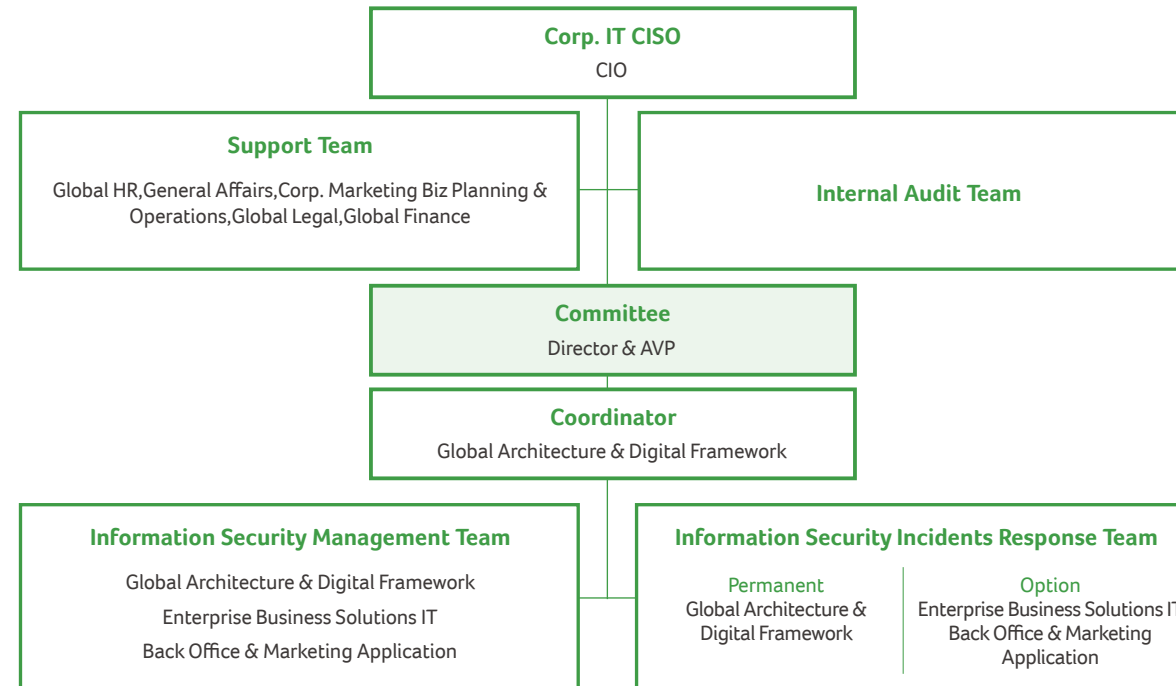 Corp. IT CISO
CIO
Support Team
Global HR,General Affairs,Corp. Marketing Biz Planning &
Operations,Global Legal,Global Finance
Internal Audit Team
Committee
Director & AVP
Coordinator
Global Architecture & Digital Framework
Information Security Management Team
Global Architecture & Digital Framework
Enterprise Business Solutions IT
Back Office & Marketing Application
Information Security Incidents Response Team
Permanent
Global Architecture &
Digital Framework
Option
Enterprise Business Solutions IT
Back Office & Marketing
Application